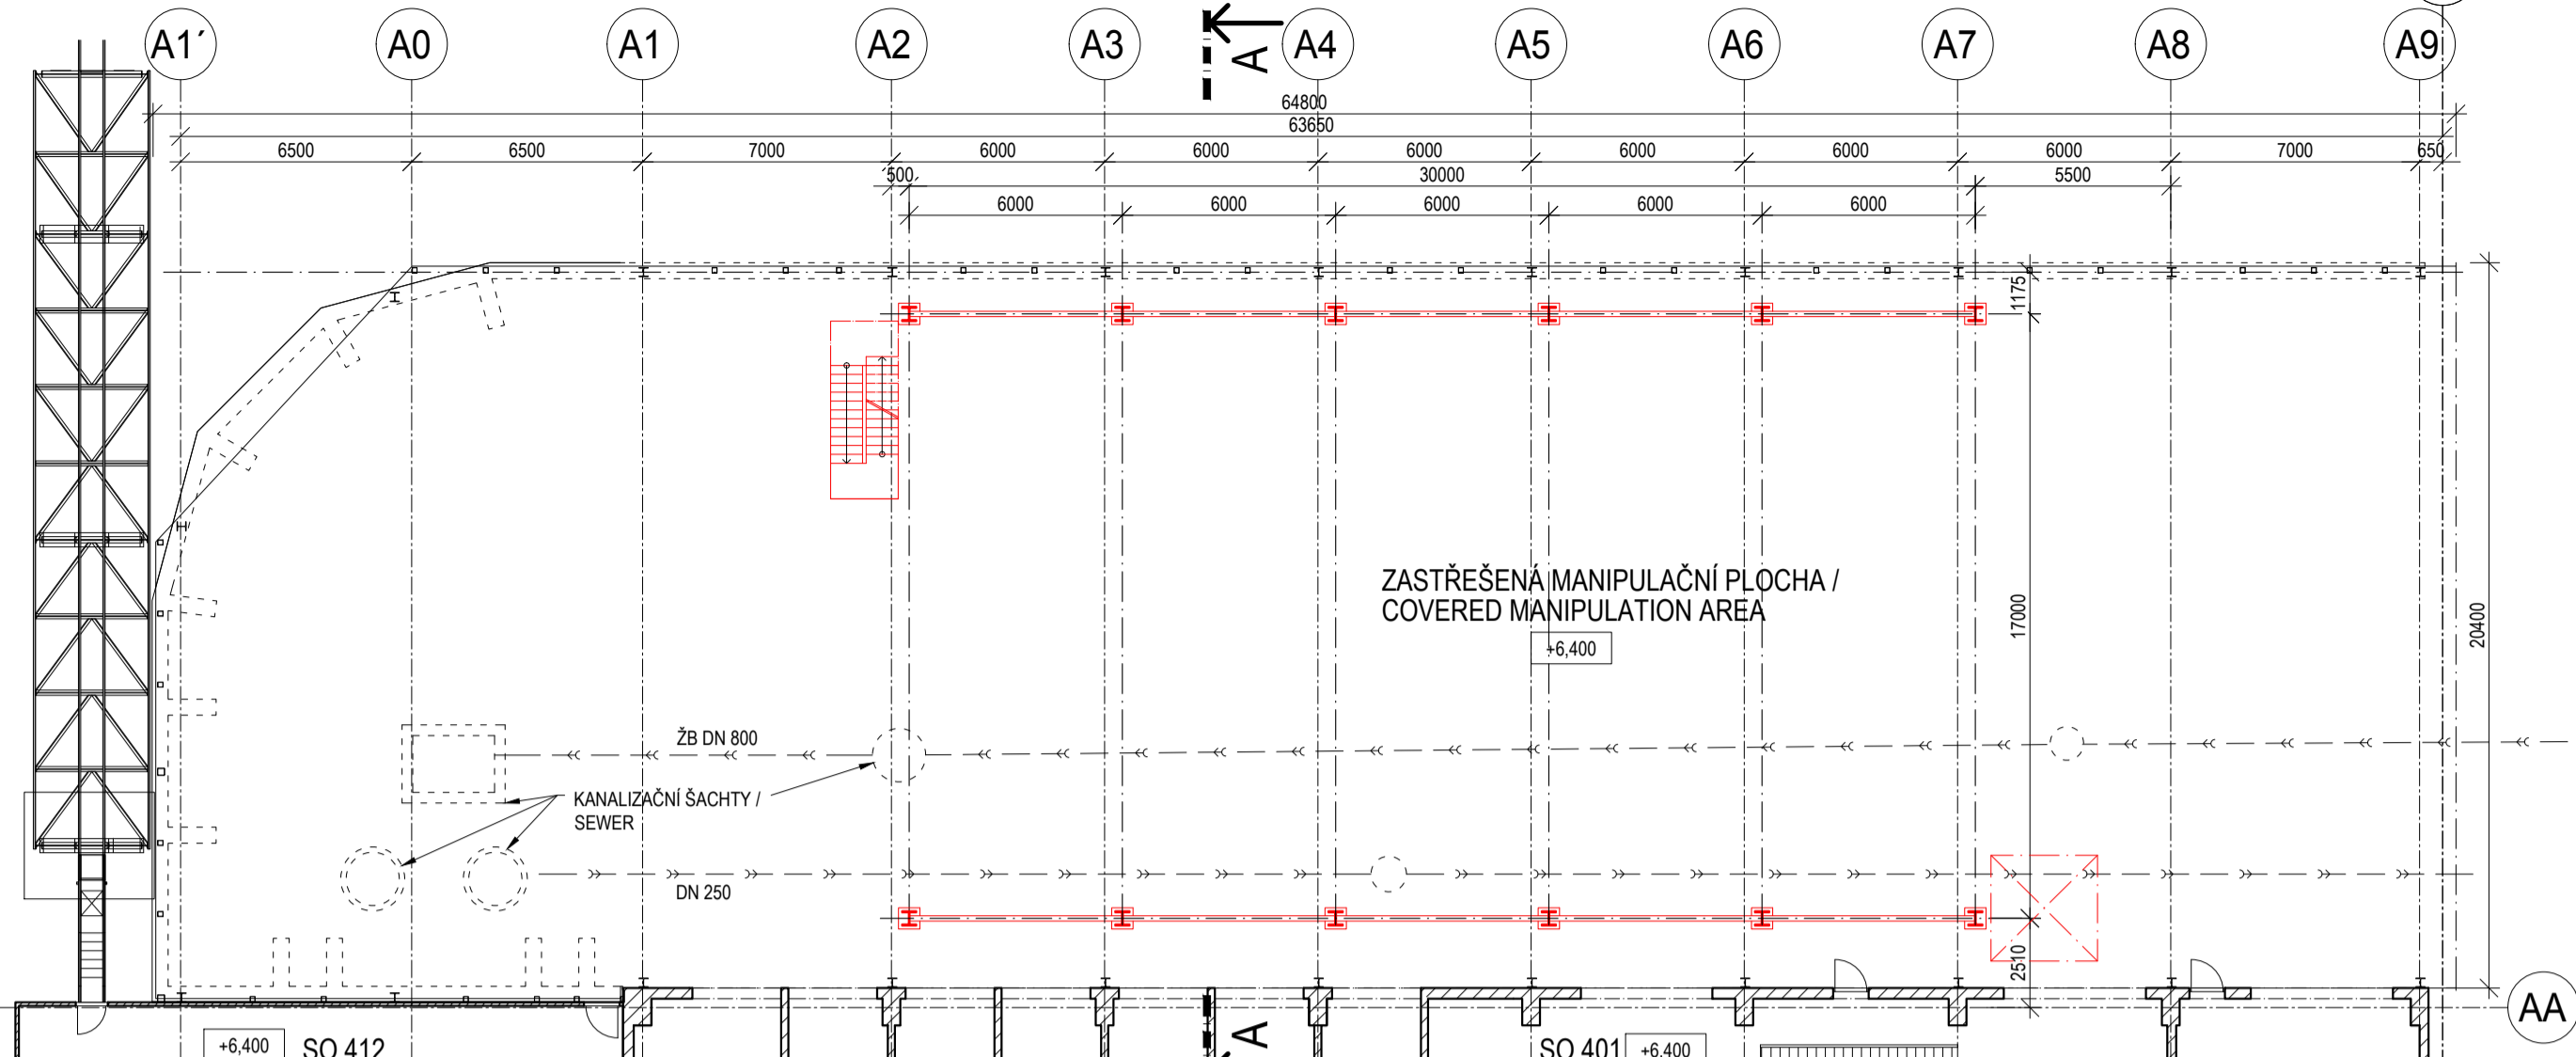 A1´ A0 A1 A2 A3 A4 A5 A6 A7 A8 A9
A
64800
63650
6500 6500 7000 6000 6000 6000 6000 6000 6000 7000 650
500 30000 5500
6000 6000 6000 6000 6000
1175
ZASTŘEŠENÁ MANIPULAČNÍ PLOCHA /
COVERED MANIPULATION AREA
+6,400
17000
20400
ŽB DN 800
KANALIZAČNÍ ŠACHTY /
SEWER
DN 250
2510
AA
A
+6,400 SO 412
SO 401 +6,400